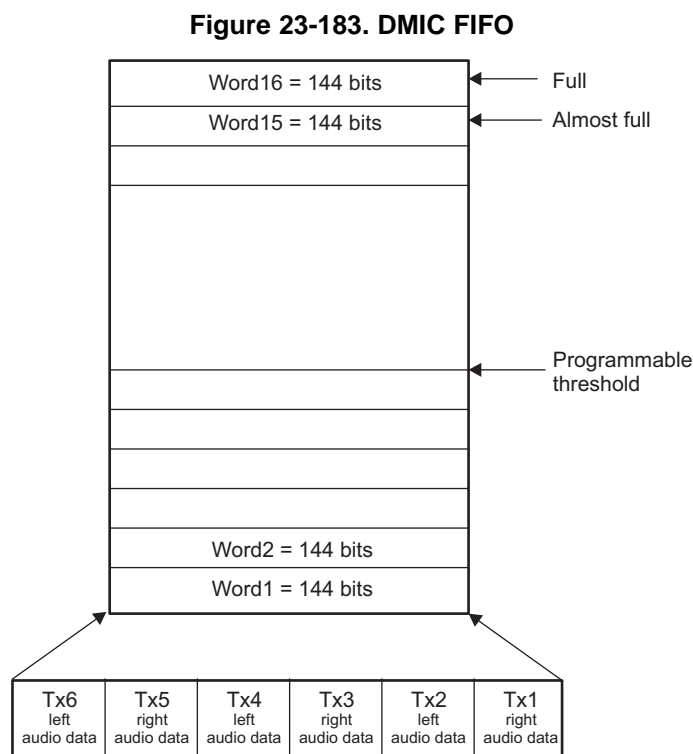 Figure 23-183. DMIC FIFO
Word16 = 144 bits
Full
Word15 = 144 bits
Almost full
Programmable
threshold
Word2 = 144 bits
Word1 = 144 bits
Tx6 Tx5 Tx4 Tx3 Tx2 Tx1
left right left right left right
audio data audio data audio data audio data audio data audio data